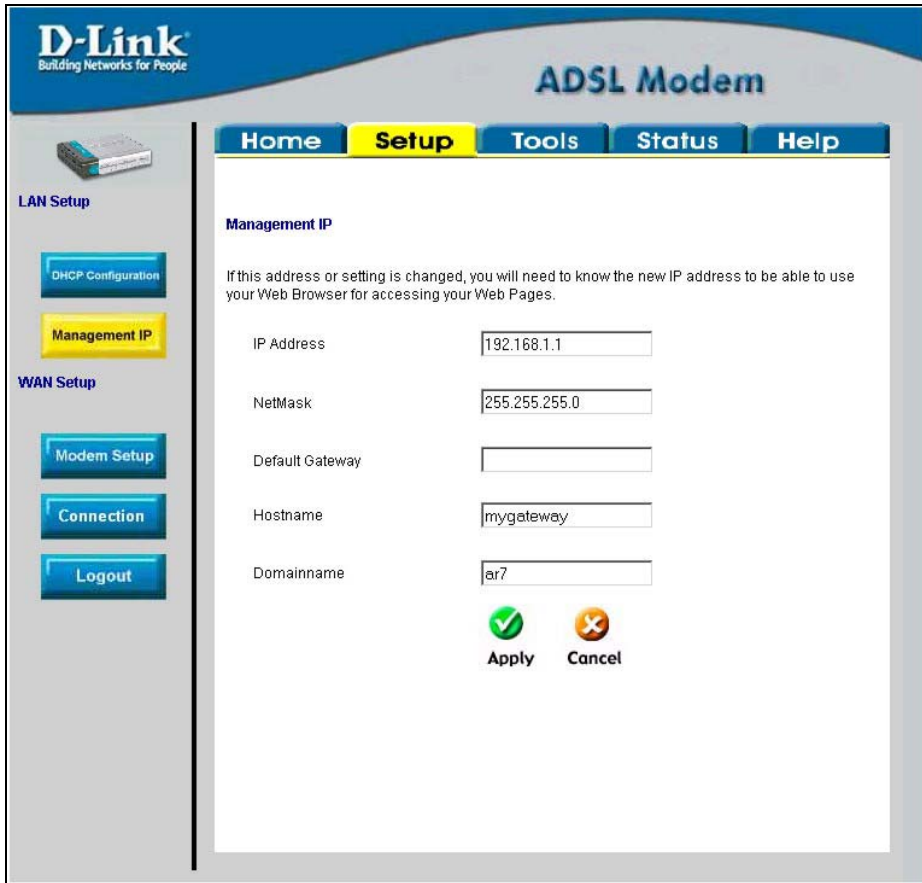 D-Link
Building Networks for People
ADSL Modem
Home Setup Tools Status Help
LAN Setup
DHCP Configuration
Management IP
WAN Setup
Modem Setup
Connection
Logout
Management IP
If this address or setting is changed, you will need to know the new IP address to be able to use
your Web Browser for accessing your Web Pages.
IP Address 192.168.1.1
NetMask 255.255.255.0
Default Gateway
Hostname mygateway
Domainname ar7
Apply Cancel